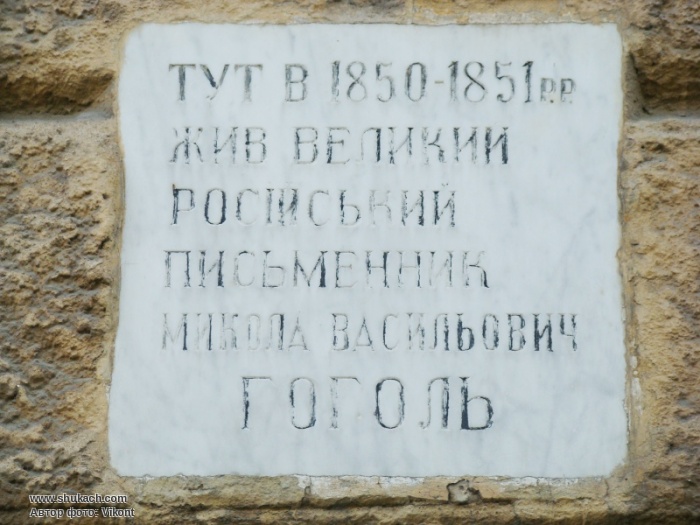 ТУТ В 1850-1851 рр
ЖИВ ВЕЛИКИЙ
РОСІЙСЬКИЙ
ПИСЬМЕННИК
МИКОЛА ВАСИЛЬОВИЧ
ГОГОЛЬ
www.shukach.com
Автор фото: Vikont